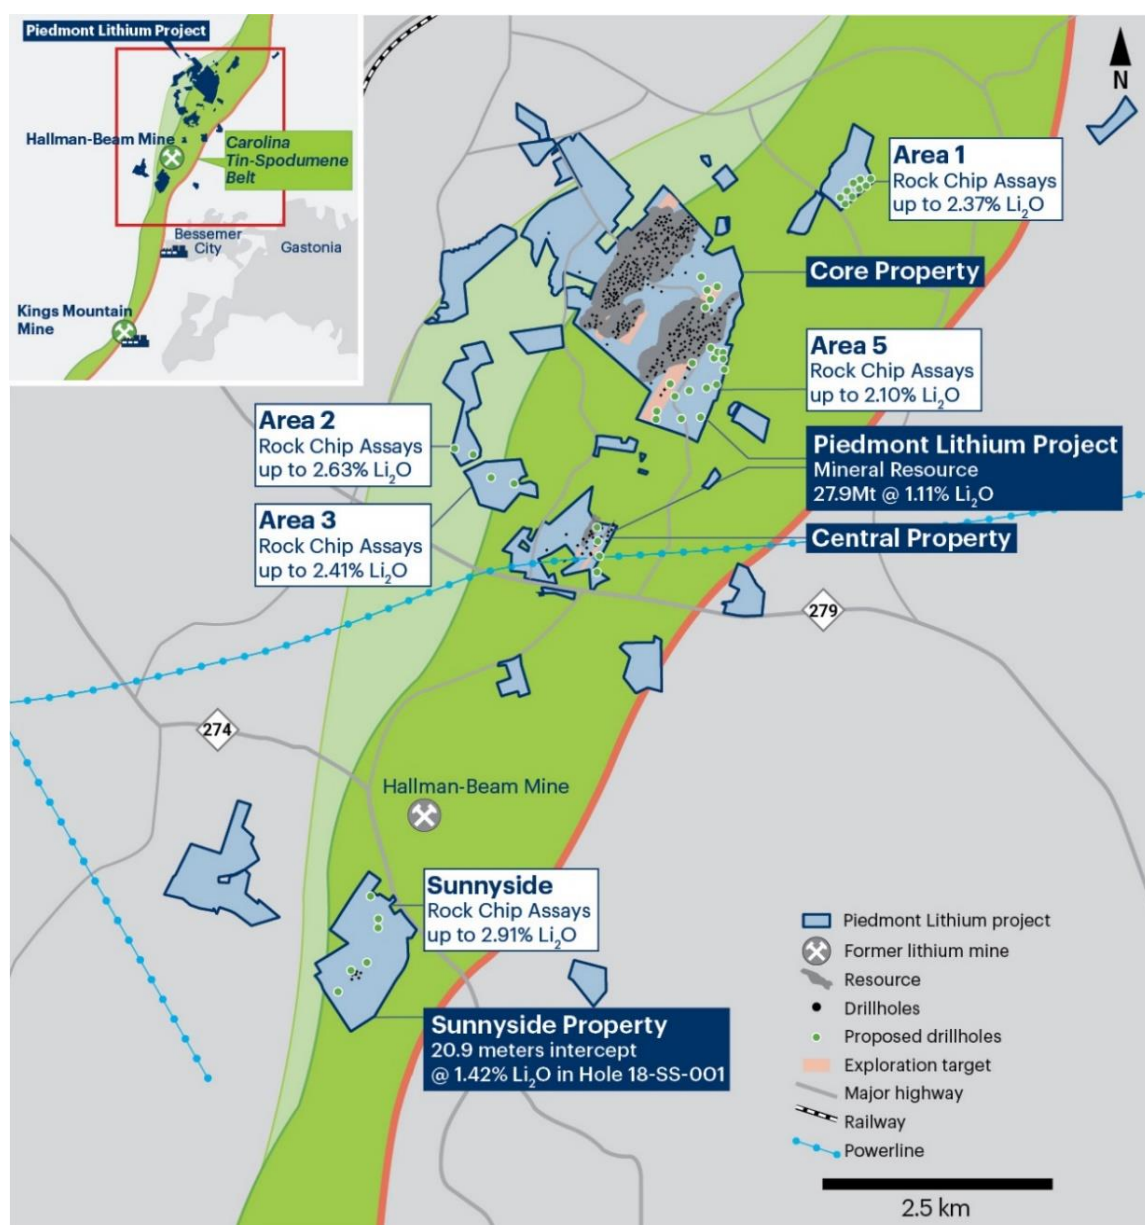 Piedmont Lithium Project
Hallman-Beam Mine
Carolina
Tin-Spodumene
Belt
Bessemer
City
Gastonia
Kings Mountain
Mine
N
Area 1
Rock Chip Assays
up to 2.37% Li₂O
Core Property
Area 5
Rock Chip Assays
up to 2.10% Li₂O
Area 2
Rock Chip Assays
up to 2.63% Li₂O
Piedmont Lithium Project
Mineral Resource
27.9Mt @ 1.11% Li₂O
Area 3
Rock Chip Assays
up to 2.41% Li₂O
Central Property
279
274
Hallman-Beam Mine
Sunnyside
Rock Chip Assays
up to 2.91% Li₂O
Sunnyside Property
20.9 meters intercept
@ 1.42% Li₂O in Hole 18-SS-001
Piedmont Lithium project
Former lithium mine
Resource
Drillholes
Proposed drillholes
Exploration target
Major highway
Railway
Powerline
2.5 km